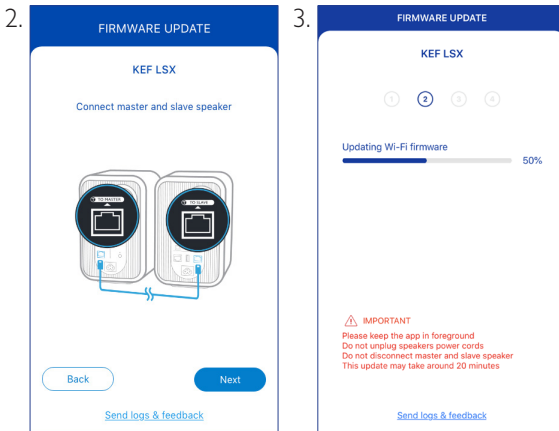 2.
FIRMWARE UPDATE
KEF LSX
Connect master and slave speaker
TO MASTER
TO SLAVE
Back
Next
Send logs & feedback
3.
FIRMWARE UPDATE
KEF LSX
1 2 3 4
Updating Wi-Fi firmware
50%
IMPORTANT
Please keep the app in foreground
Do not unplug speakers power cords
Do not disconnect master and slave speaker
This update may take around 20 minutes
Send logs & feedback